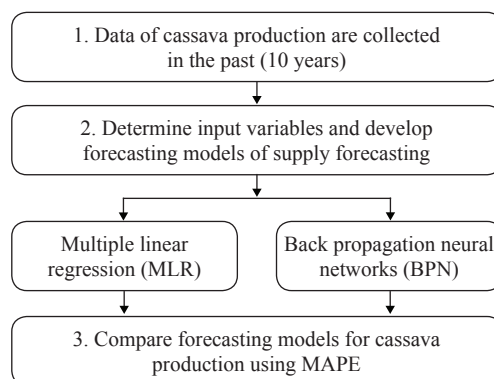 1. Data of cassava production are collected
in the past (10 years)
2. Determine input variables and develop
forecasting models of supply forecasting
Multiple linear
regression (MLR)
Back propagation neural
networks (BPN)
3. Compare forecasting models for cassava
production using MAPE